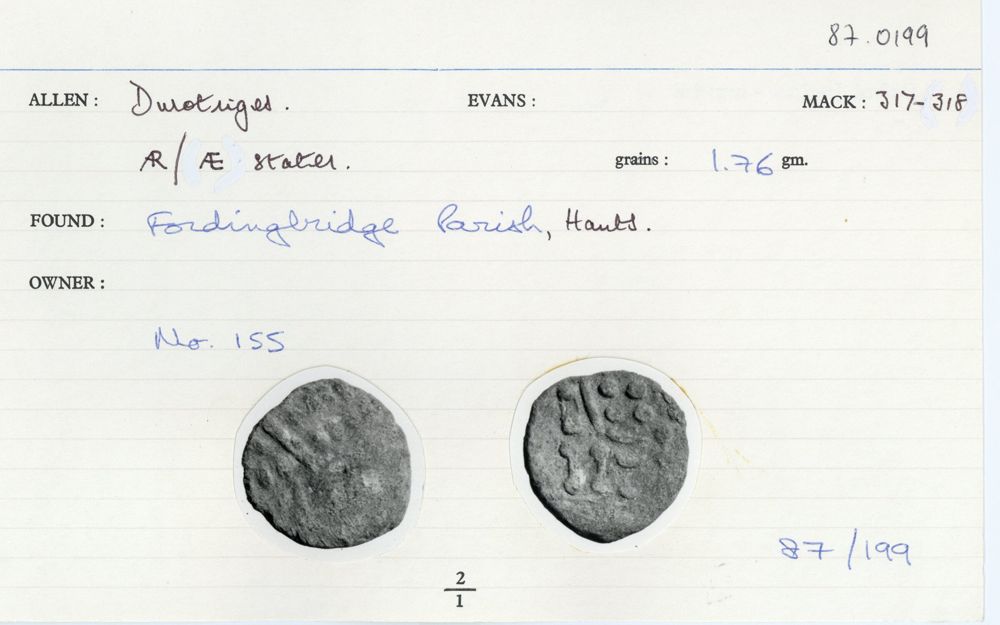 87.0199
ALLEN : Durotriges. EVANS : MACK : 317-318
AR/Æ stater. grains : 1.76 gm.
FOUND : Fordingbridge Parish, Hants.
OWNER :
No. 155
87/199
2
1